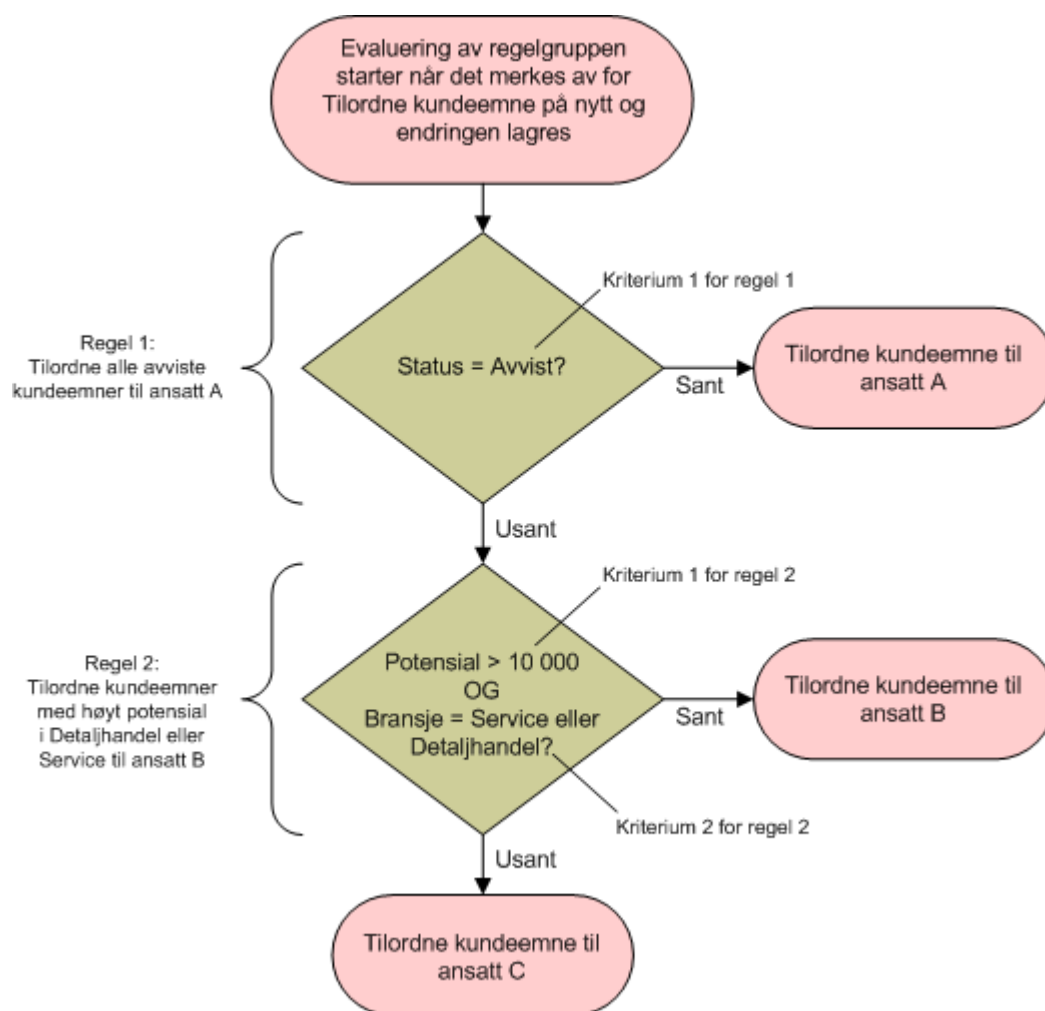 Evaluering av regelgruppen
starter når det merkes av for
Tilordne kundeemne på nytt og
endringen lagres
Kriterium 1 for regel 1
Regel 1:
Tilordne alle avviste
kundeemner til ansatt A
Status = Avvist?
Sant
Tilordne kundeemne til
ansatt A
Usant
Kriterium 1 for regel 2
Regel 2:
Tilordne kundeemner
med høyt potensial
i Detaljhandel eller
Service til ansatt B
Potensial > 10 000
OG
Bransje = Service eller
Detaljhandel?
Sant
Tilordne kundeemne til
ansatt B
Kriterium 2 for regel 2
Usant
Tilordne kundeemne til
ansatt C